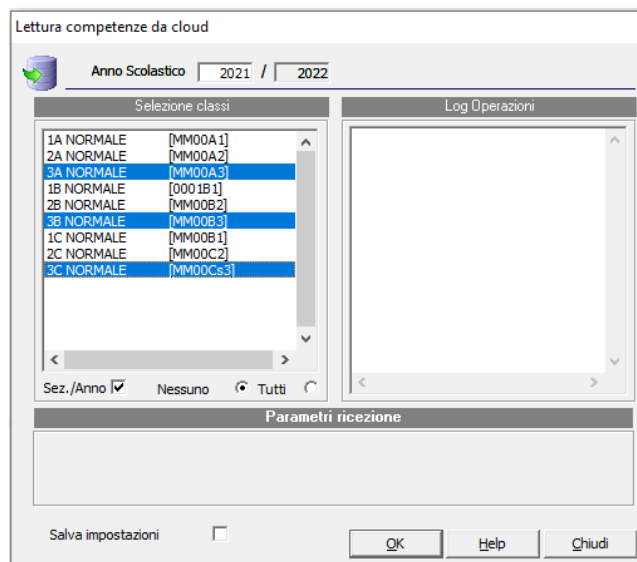 Lettura competenze da cloud
Anno Scolastico 2021 / 2022
Selezione classi
1A NORMALE [MM00A1]
2A NORMALE [MM00A2]
3A NORMALE [MM00A3]
1B NORMALE [0001B1]
2B NORMALE [MM00B2]
3B NORMALE [MM00B3]
1C NORMALE [MM00B1]
2C NORMALE [MM00C2]
3C NORMALE [MM00Cs3]
Sez./Anno Nessuno Tutti
Log Operazioni
Parametri ricezione
Salva impostazioni
OK Help Chiudi